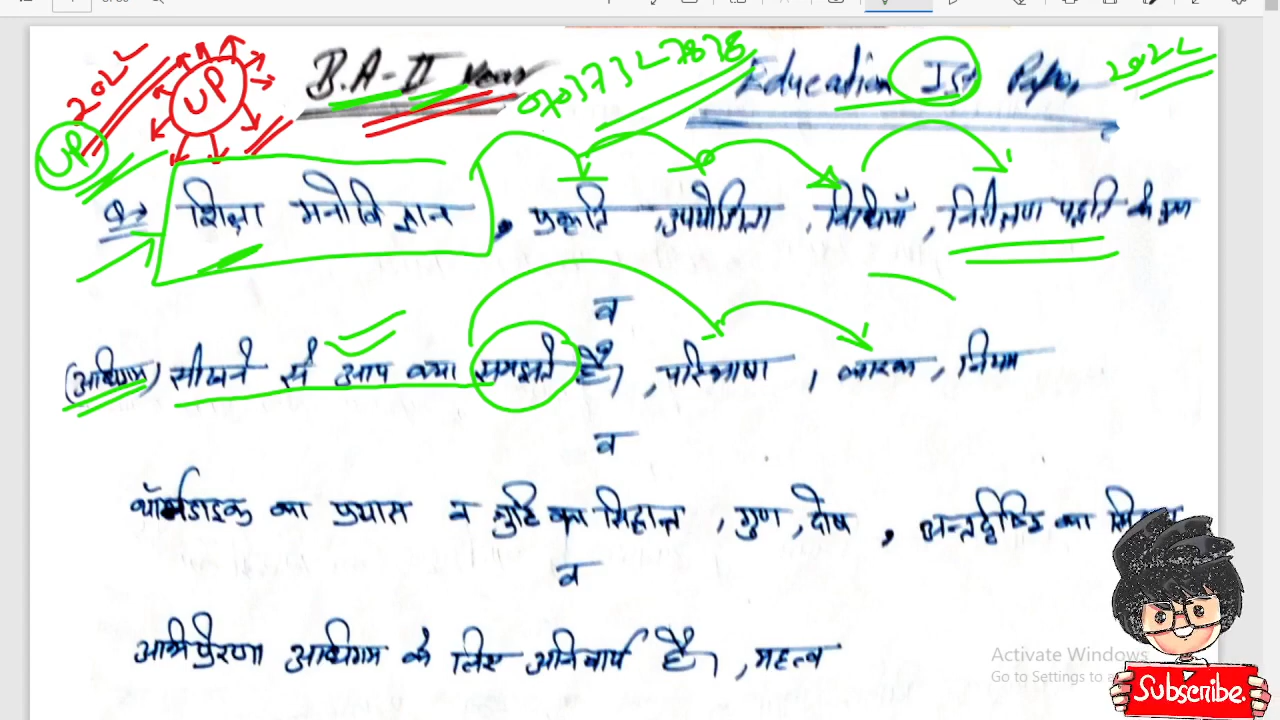 2022 UP B.A-II Year Education Ist Paper 2022
UP
प्र→ शिक्षा मनोविज्ञान, प्रकृति, उपयोगिता, विधियाँ, निरीक्षण पद्धति के गुण
व
(अधिगम) सीखने से आप क्या समझते हैं। , परिभाषा, कारक, नियम
व
थॉर्नडाइक का प्रयास व त्रुटि का सिद्धान्त, गुण, दोष, अन्तर्दृष्टि का
व
अभिप्रेरणा अधिगम के लिए अनिवार्य है। , महत्व
Activate Windows
Go to Settings to
Subscribe.